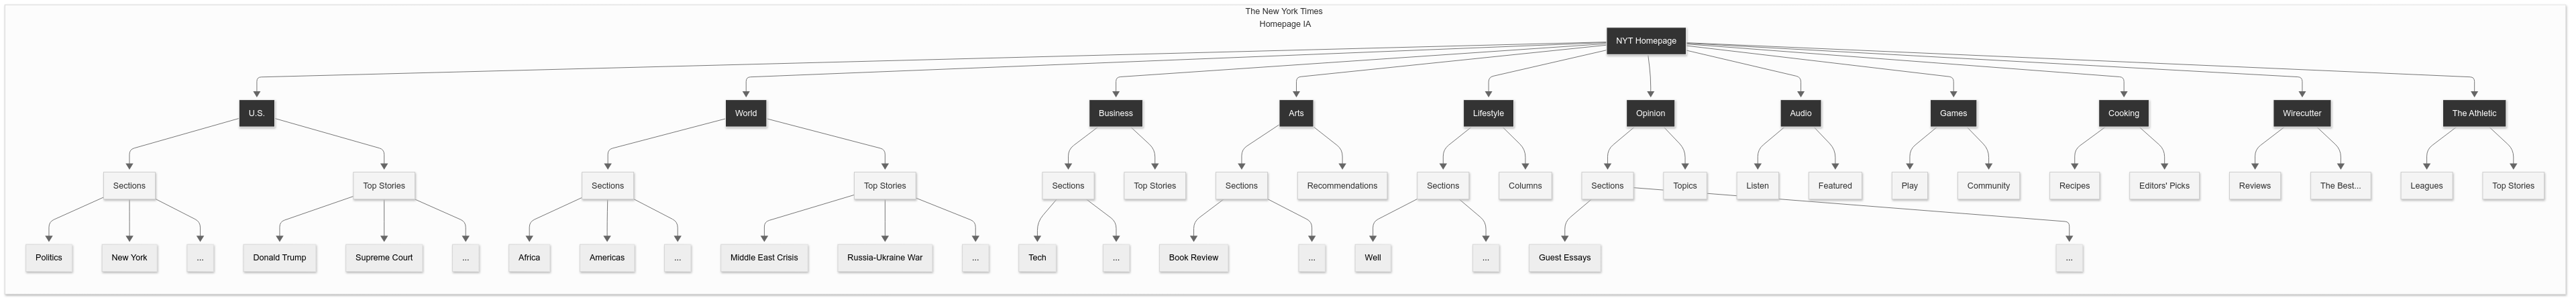 The New York Times
Homepage IA
NYT Homepage
U.S.
World
Business
Arts
Lifestyle
Opinion
Audio
Games
Cooking
Wirecutter
The Athletic
Sections
Top Stories
Sections
Top Stories
Sections
Top Stories
Sections
Recommendations
Sections
Columns
Sections
Topics
Listen
Featured
Play
Community
Recipes
Editors' Picks
Reviews
The Best...
Leagues
Top Stories
Politics
New York
...
Donald Trump
Supreme Court
...
Africa
Americas
...
Middle East Crisis
Russia-Ukraine War
...
Tech
...
Book Review
...
Well
...
Guest Essays
...